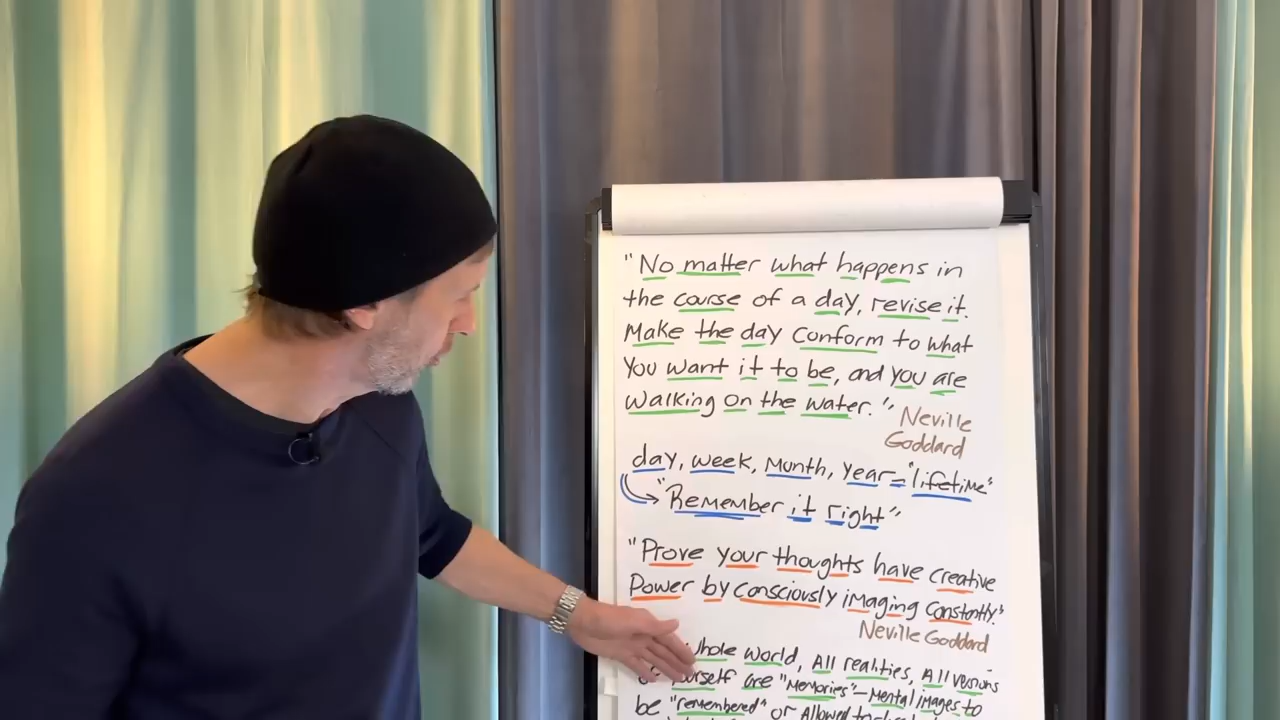 "No matter what happens in
the course of a day, revise it.
Make the day conform to what
You want it to be, and you are
walking on the water."
Neville
Goddard
day, week, Month, year = "lifetime"
"Remember it right"
"Prove your thoughts have creative
Power by consciously imaging constantly."
Neville Goddard
whole world, All realities, All versions
are "Memories" - Mental images to
be "remembered" or Allowed to